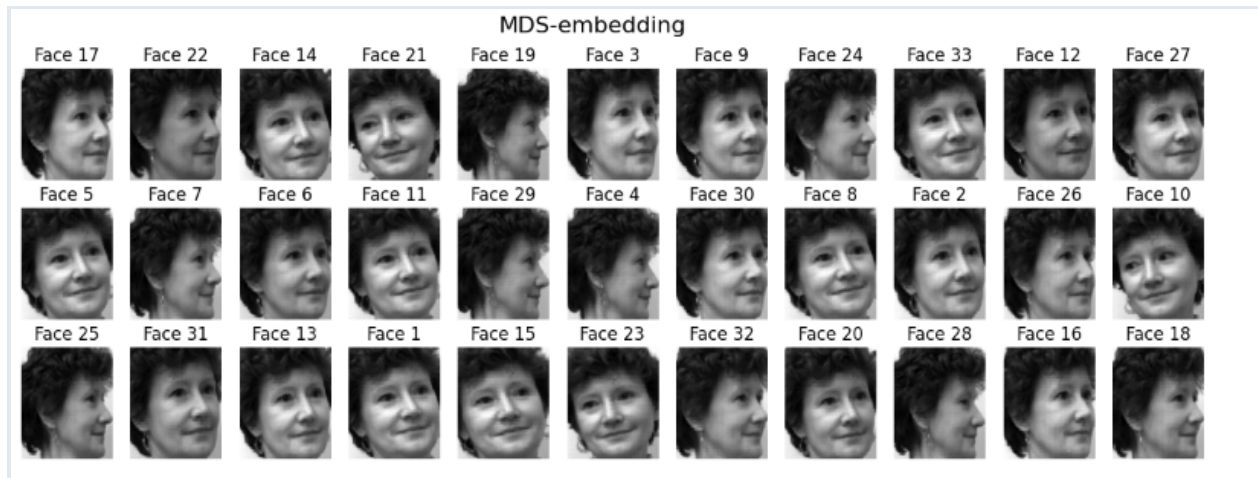 MDS-embedding
Face 17 Face 22 Face 14 Face 21 Face 19 Face 3 Face 9 Face 24 Face 33 Face 12 Face 27
Face 5 Face 7 Face 6 Face 11 Face 29 Face 4 Face 30 Face 8 Face 2 Face 26 Face 10
Face 25 Face 31 Face 13 Face 1 Face 15 Face 23 Face 32 Face 20 Face 28 Face 16 Face 18